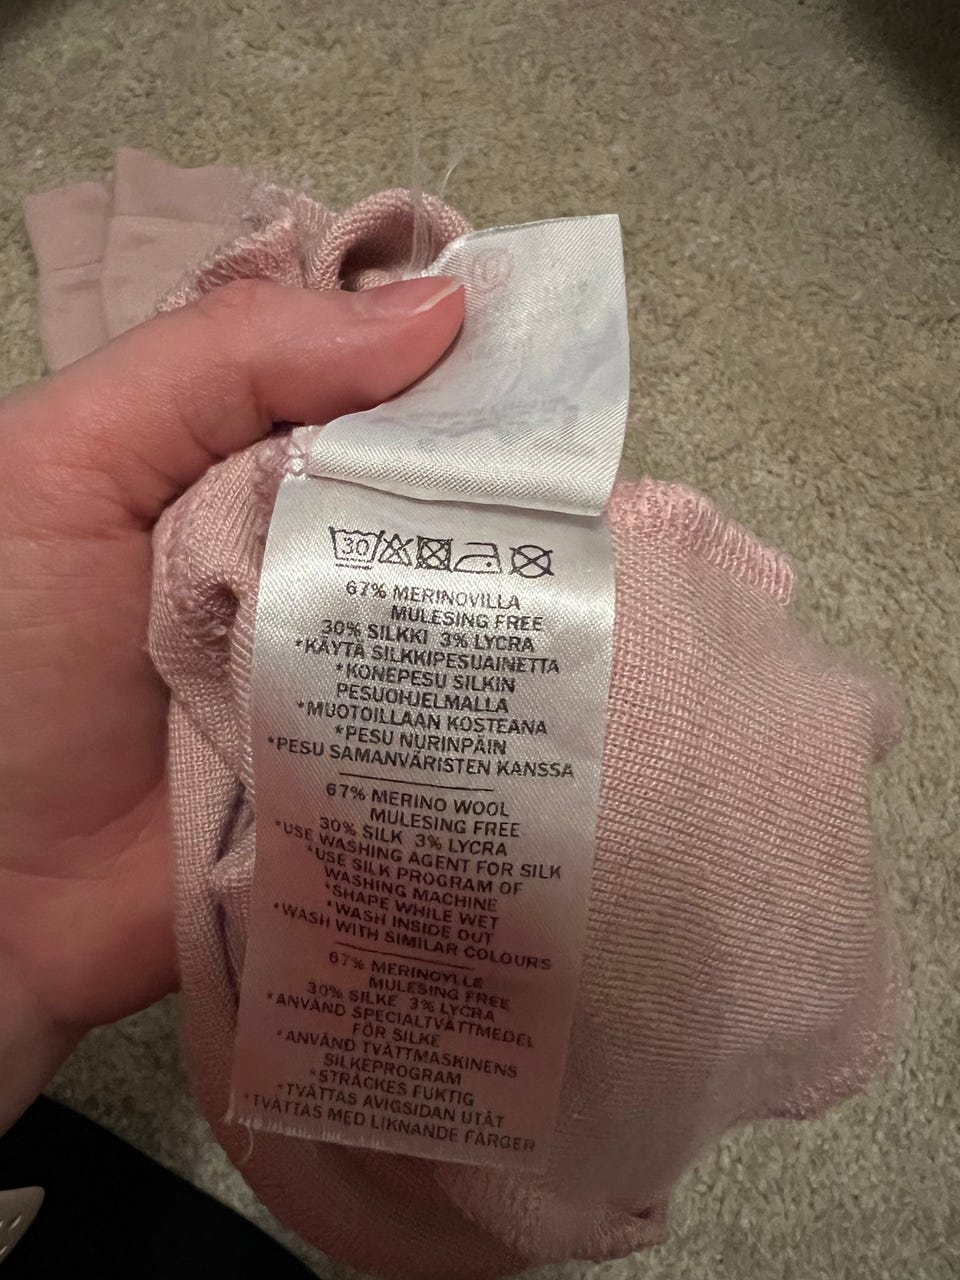 30
67% MERINOVILLA
MULESING FREE
30% SILKKI 3% LYCRA
*KÄYTÄ SILKKIPESUAINETTA
*KONEPESU SILKIN
PESUOHJELMALLA
*MUOTOILLAAN KOSTEANA
*PESU NURINPÄIN
*PESU SAMANVÄRISTEN KANSSA
67% MERINO WOOL
MULESING FREE
30% SILK 3% LYCRA
*USE WASHING AGENT FOR SILK
*USE SILK PROGRAM OF
WASHING MACHINE
*SHAPE WHILE WET
*WASH INSIDE OUT
*WASH WITH SIMILAR COLOURS
67% MERINOYLLE
MULESING FREE
30% SILKE 3% LYCRA
*ANVÄND SPECIALTVÄTTMEDEL
FÖR SILKE
*ANVÄND TVÄTTMASKINENS
SILKEPROGRAM
*STRÄCKES FUKTIG
*TVÄTTAS AVIGSIDAN UTÅT
*TVÄTTAS MED LIKNANDE FÄRGER